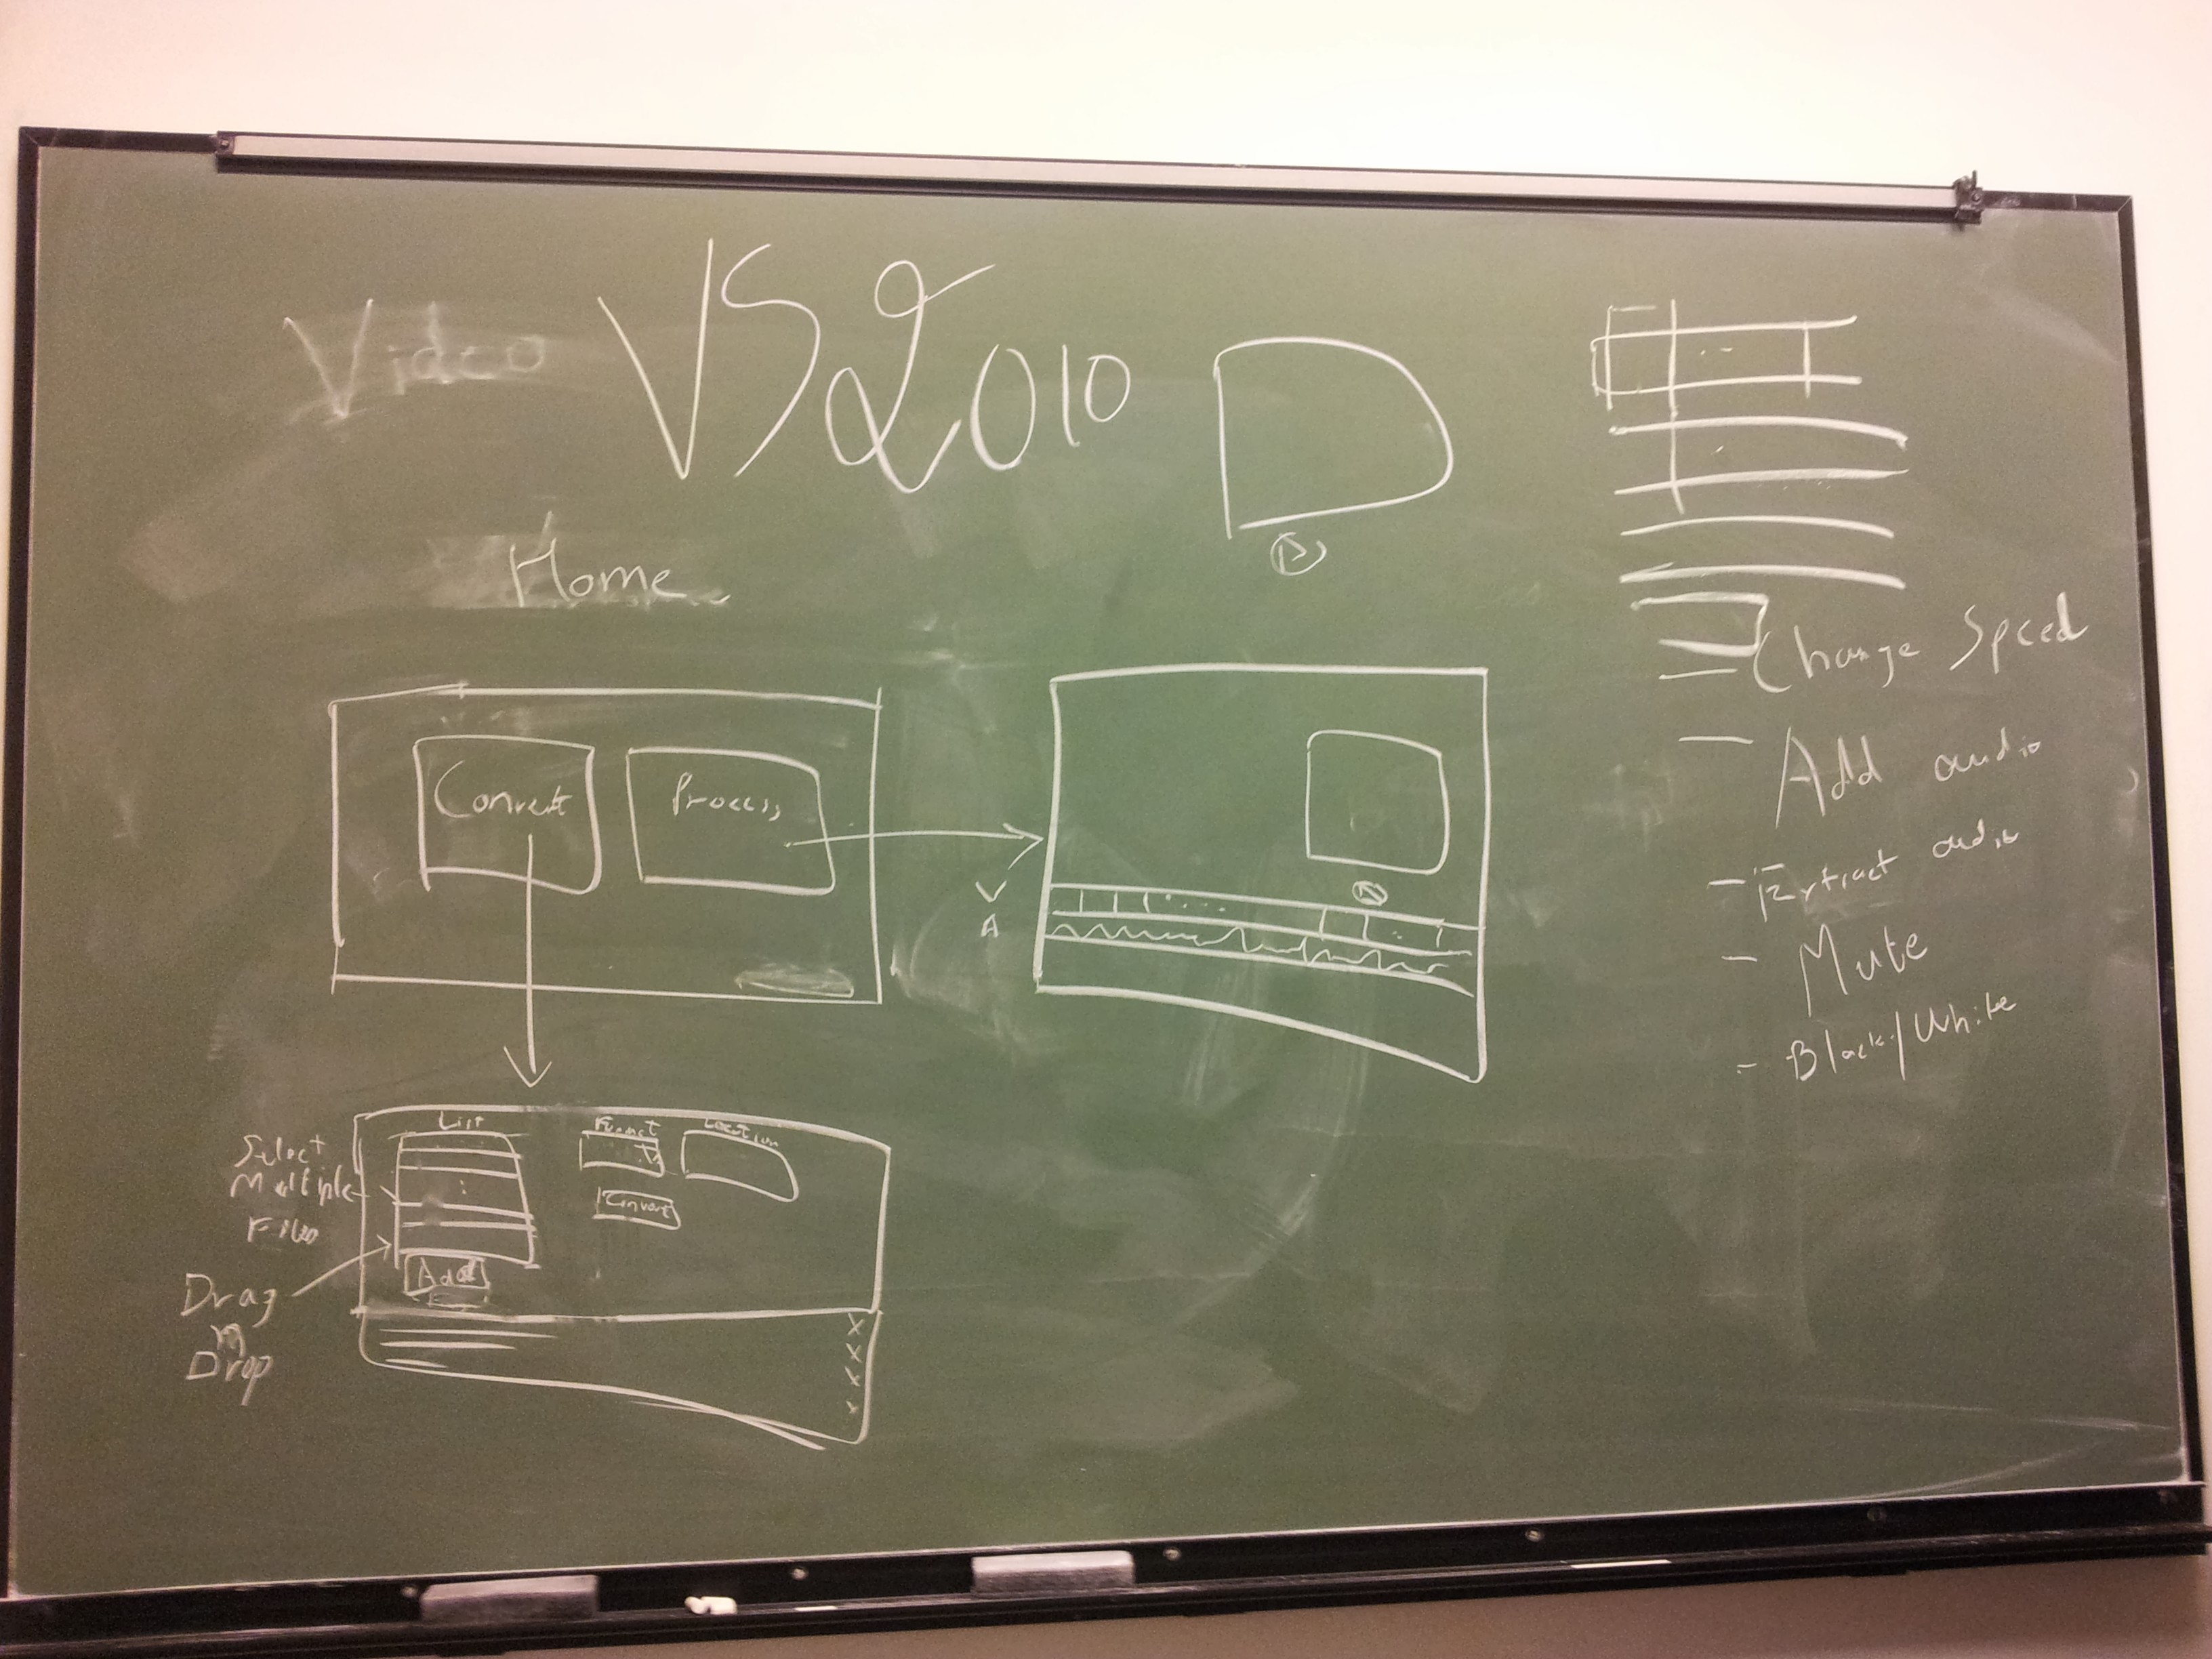 Video VS2010
Home
Convert
Process
V
A
List
Format
Location
Convert
Add
Select
Multiple
Files
Drag
n
Drop
X
X
X
X
- Change Speed
- Add audio
- Extract audio
- Mute
- Black/White